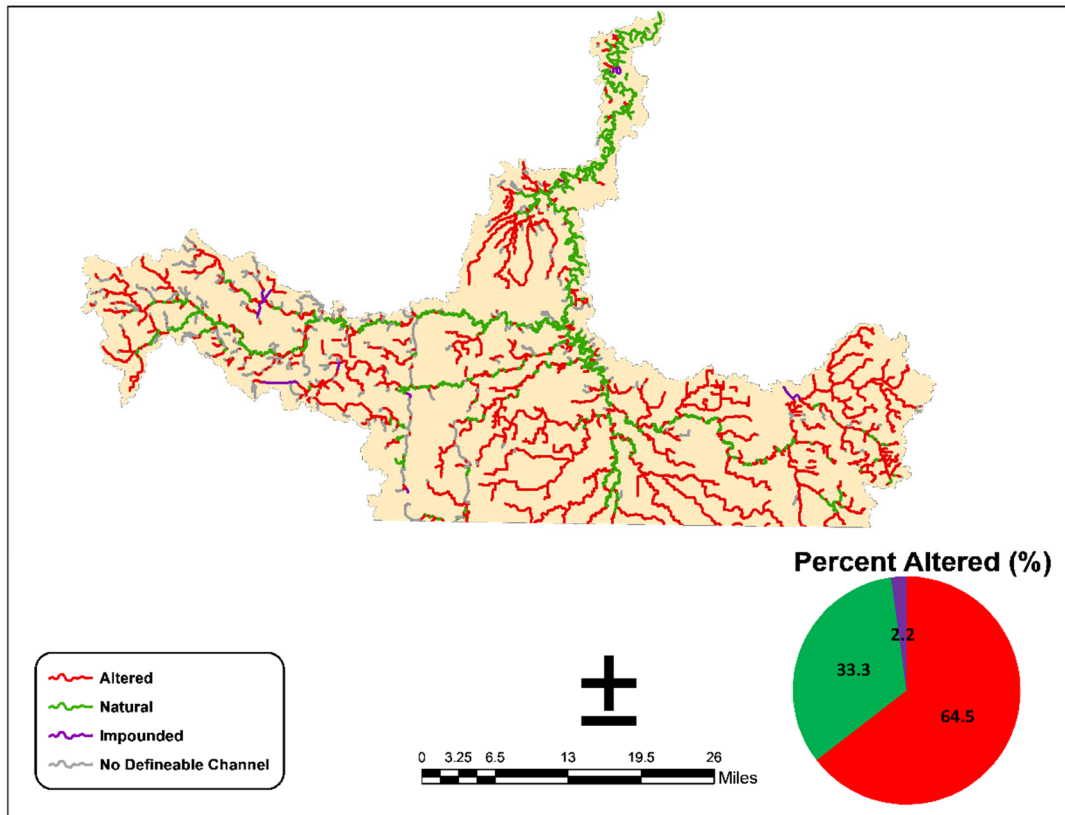 Percent Altered (%)
2.2
33.3
64.5
Altered
Natural
Impounded
No Defineable Channel
0 3.25 6.5 13 19.5 26
Miles